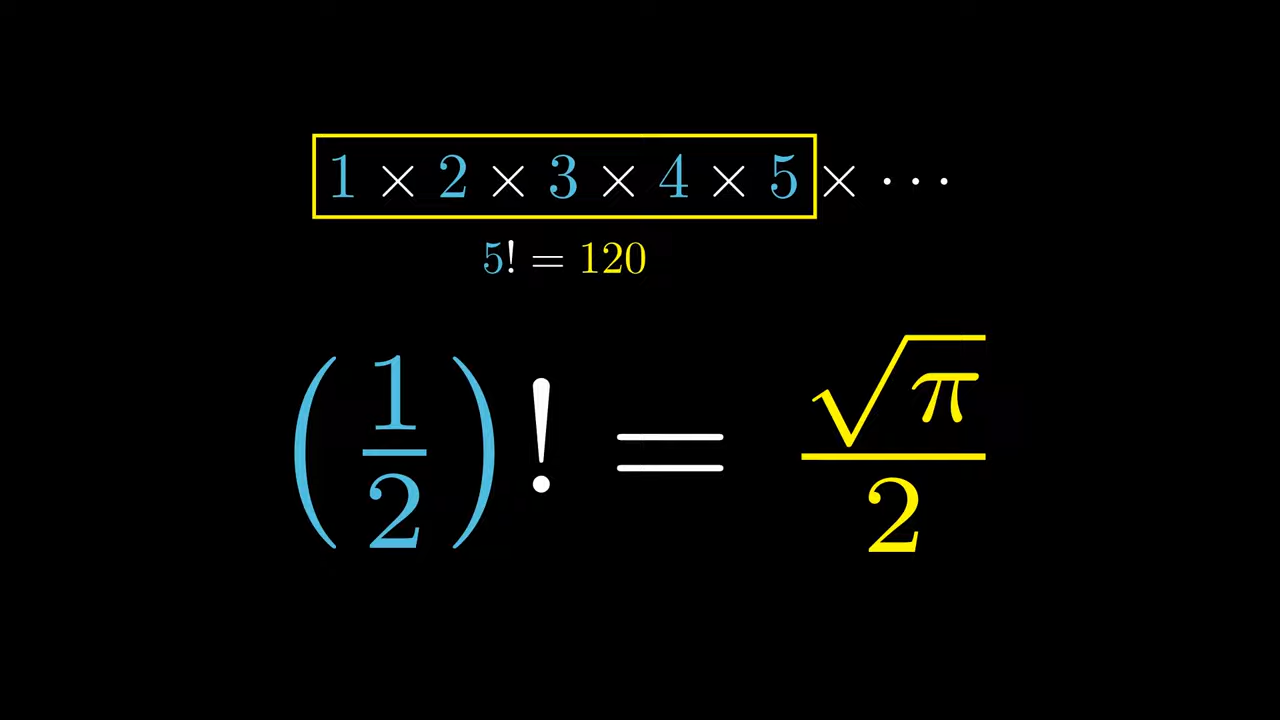 1 × 2 × 3 × 4 × 5 × ⋯
5! = 120
(1/2)! = √π/2